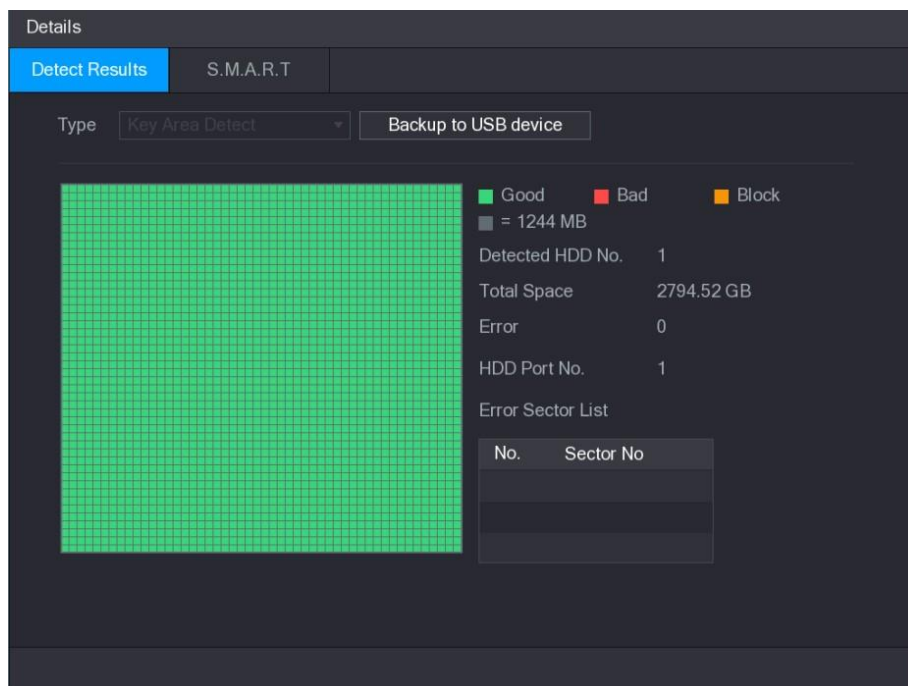 Details
Detect Results S.M.A.R.T
Type Key Area Detect Backup to USB device
Good Bad Block
= 1244 MB
Detected HDD No. 1
Total Space 2794.52 GB
Error 0
HDD Port No. 1
Error Sector List
No. Sector No